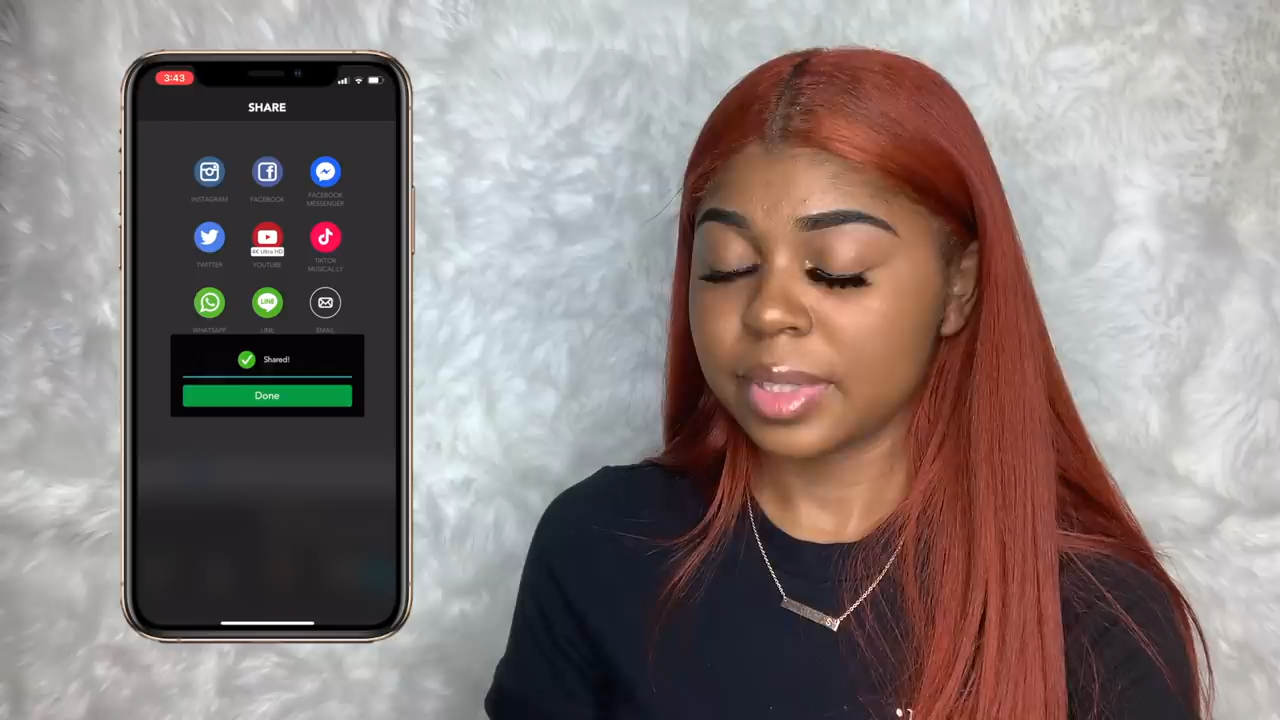 3:43
SHARE
INSTAGRAM
FACEBOOK
FACEBOOK
MESSENGER
TWITTER
4K Ultra HD
YOUTUBE
TIKTOK
MUSICAL.LY
LINE
WHATSAPP
LINE
EMAIL
Shared!
Done